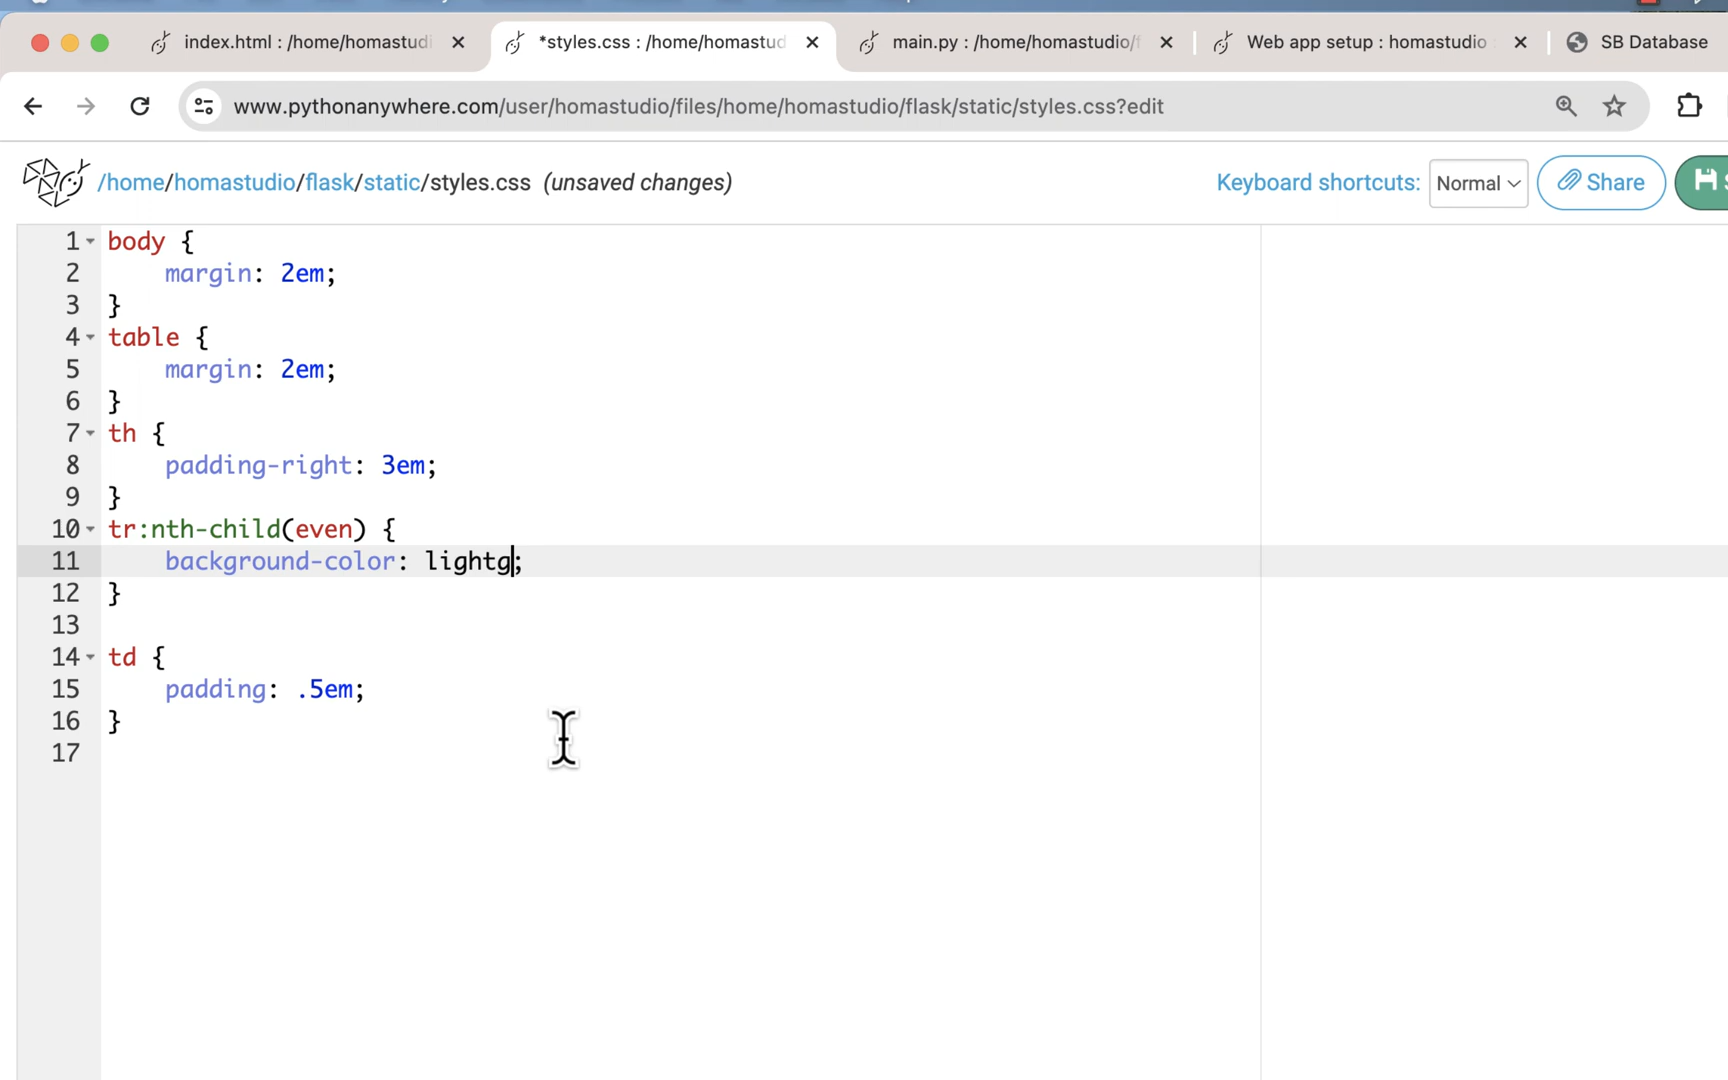 index.html : /home/homastudi
*styles.css : /home/homastud
main.py : /home/homastudio/f
Web app setup : homastudio
SB Database
www.pythonanywhere.com/user/homastudio/files/home/homastudio/flask/static/styles.css?edit
/home/homastudio/flask/static/styles.css (unsaved changes)
Keyboard shortcuts:
Normal
Share
1 body {
2 margin: 2em;
3 }
4 table {
5 margin: 2em;
6 }
7 th {
8 padding-right: 3em;
9 }
10 tr:nth-child(even) {
11 background-color: lightg;
12 }
13
14 td {
15 padding: .5em;
16 }
17